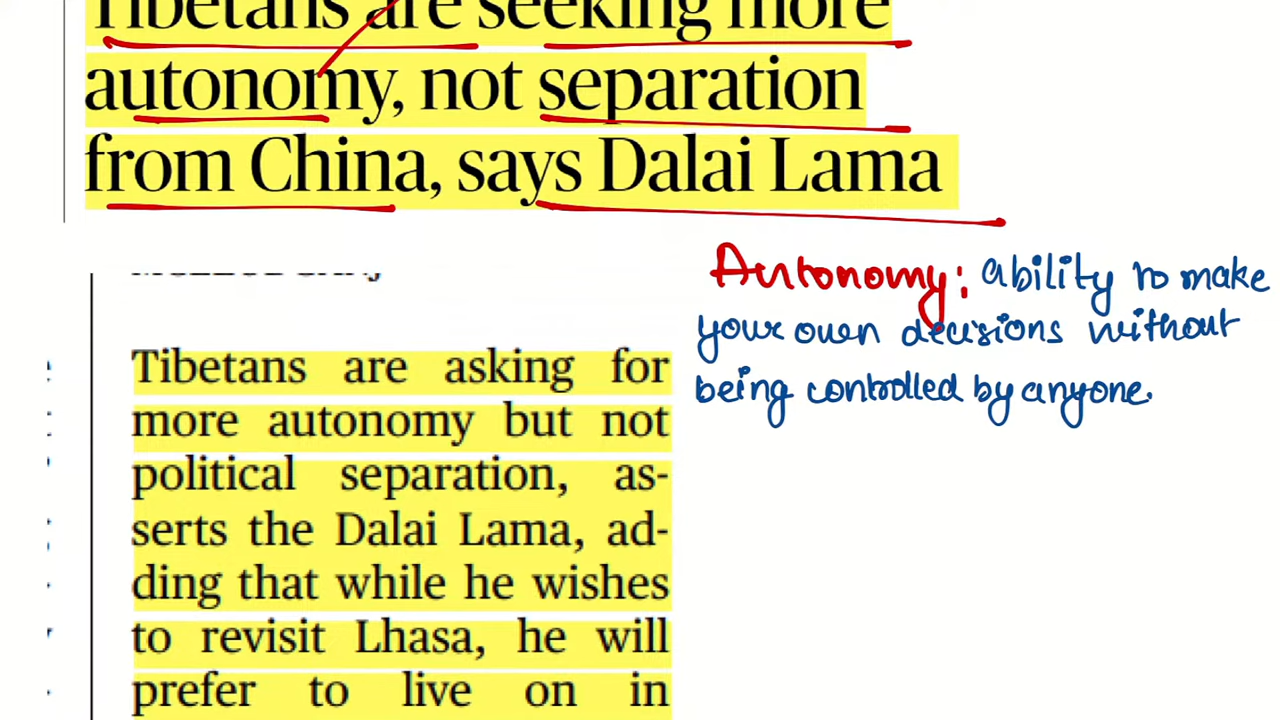 Tibetans are seeking more
autonomy, not separation
from China, says Dalai Lama
Autonomy: ability to make
your own decisions without
being controlled by anyone.
Tibetans are asking for
more autonomy but not
political separation, as-
serts the Dalai Lama, ad-
ding that while he wishes
to revisit Lhasa, he will
prefer to live on in